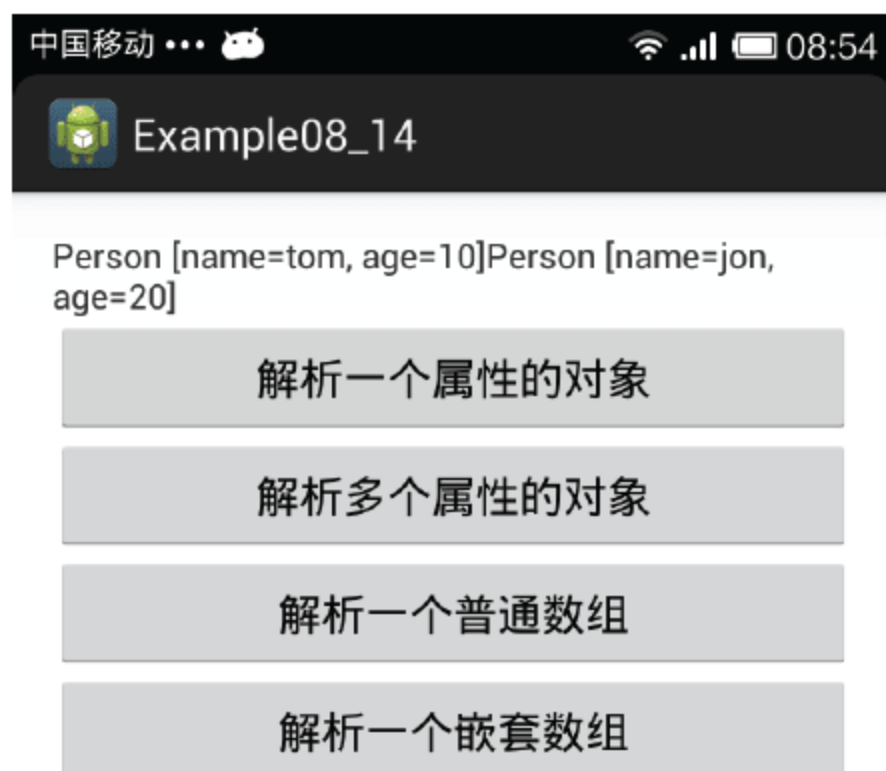 中国移动 ••• 08:54
Example08_14
Person [name=tom, age=10]Person [name=jon,
age=20]
解析一个属性的对象
解析多个属性的对象
解析一个普通数组
解析一个嵌套数组